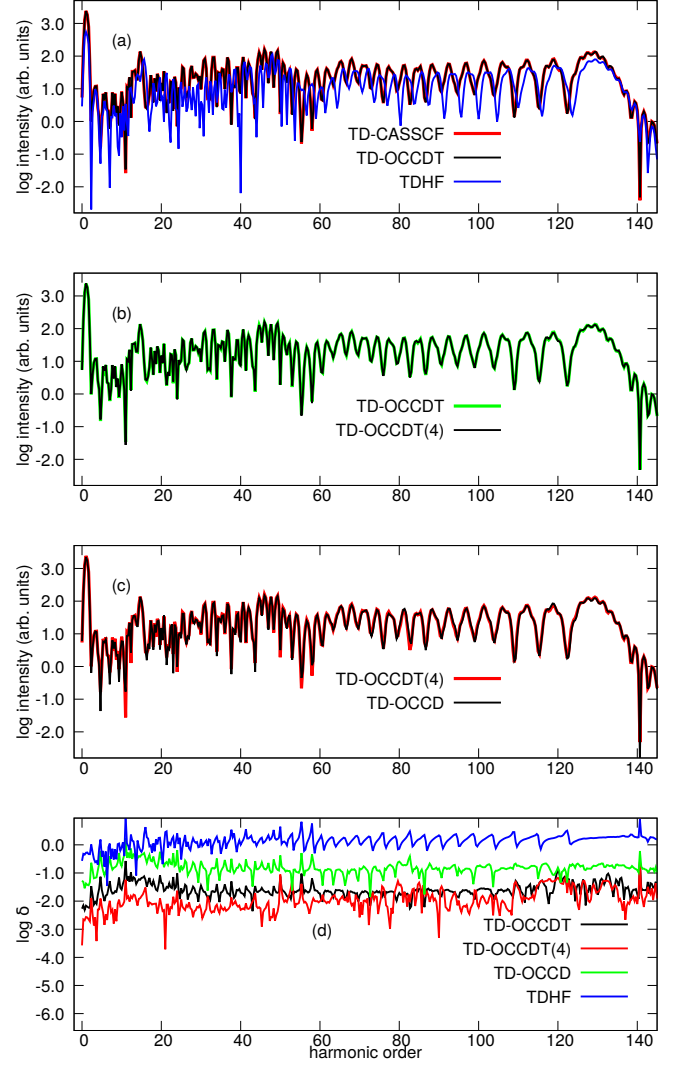 3.0
2.0
1.0
0.0
-1.0
-2.0
log intensity (arb. units)
(a)
TD-CASSCF
TD-OCCDT
TDHF
0 20 40 60 80 100 120 140
3.0
2.0
1.0
0.0
-1.0
-2.0
log intensity (arb. units)
(b)
TD-OCCDT
TD-OCCDT(4)
0 20 40 60 80 100 120 140
3.0
2.0
1.0
0.0
-1.0
-2.0
log intensity (arb. units)
(c)
TD-OCCDT(4)
TD-OCCD
0 20 40 60 80 100 120 140
0.0
-1.0
-2.0
-3.0
-4.0
-5.0
-6.0
log δ
(d)
TD-OCCDT
TD-OCCDT(4)
TD-OCCD
TDHF
0 20 40 60 80 100 120 140
harmonic order